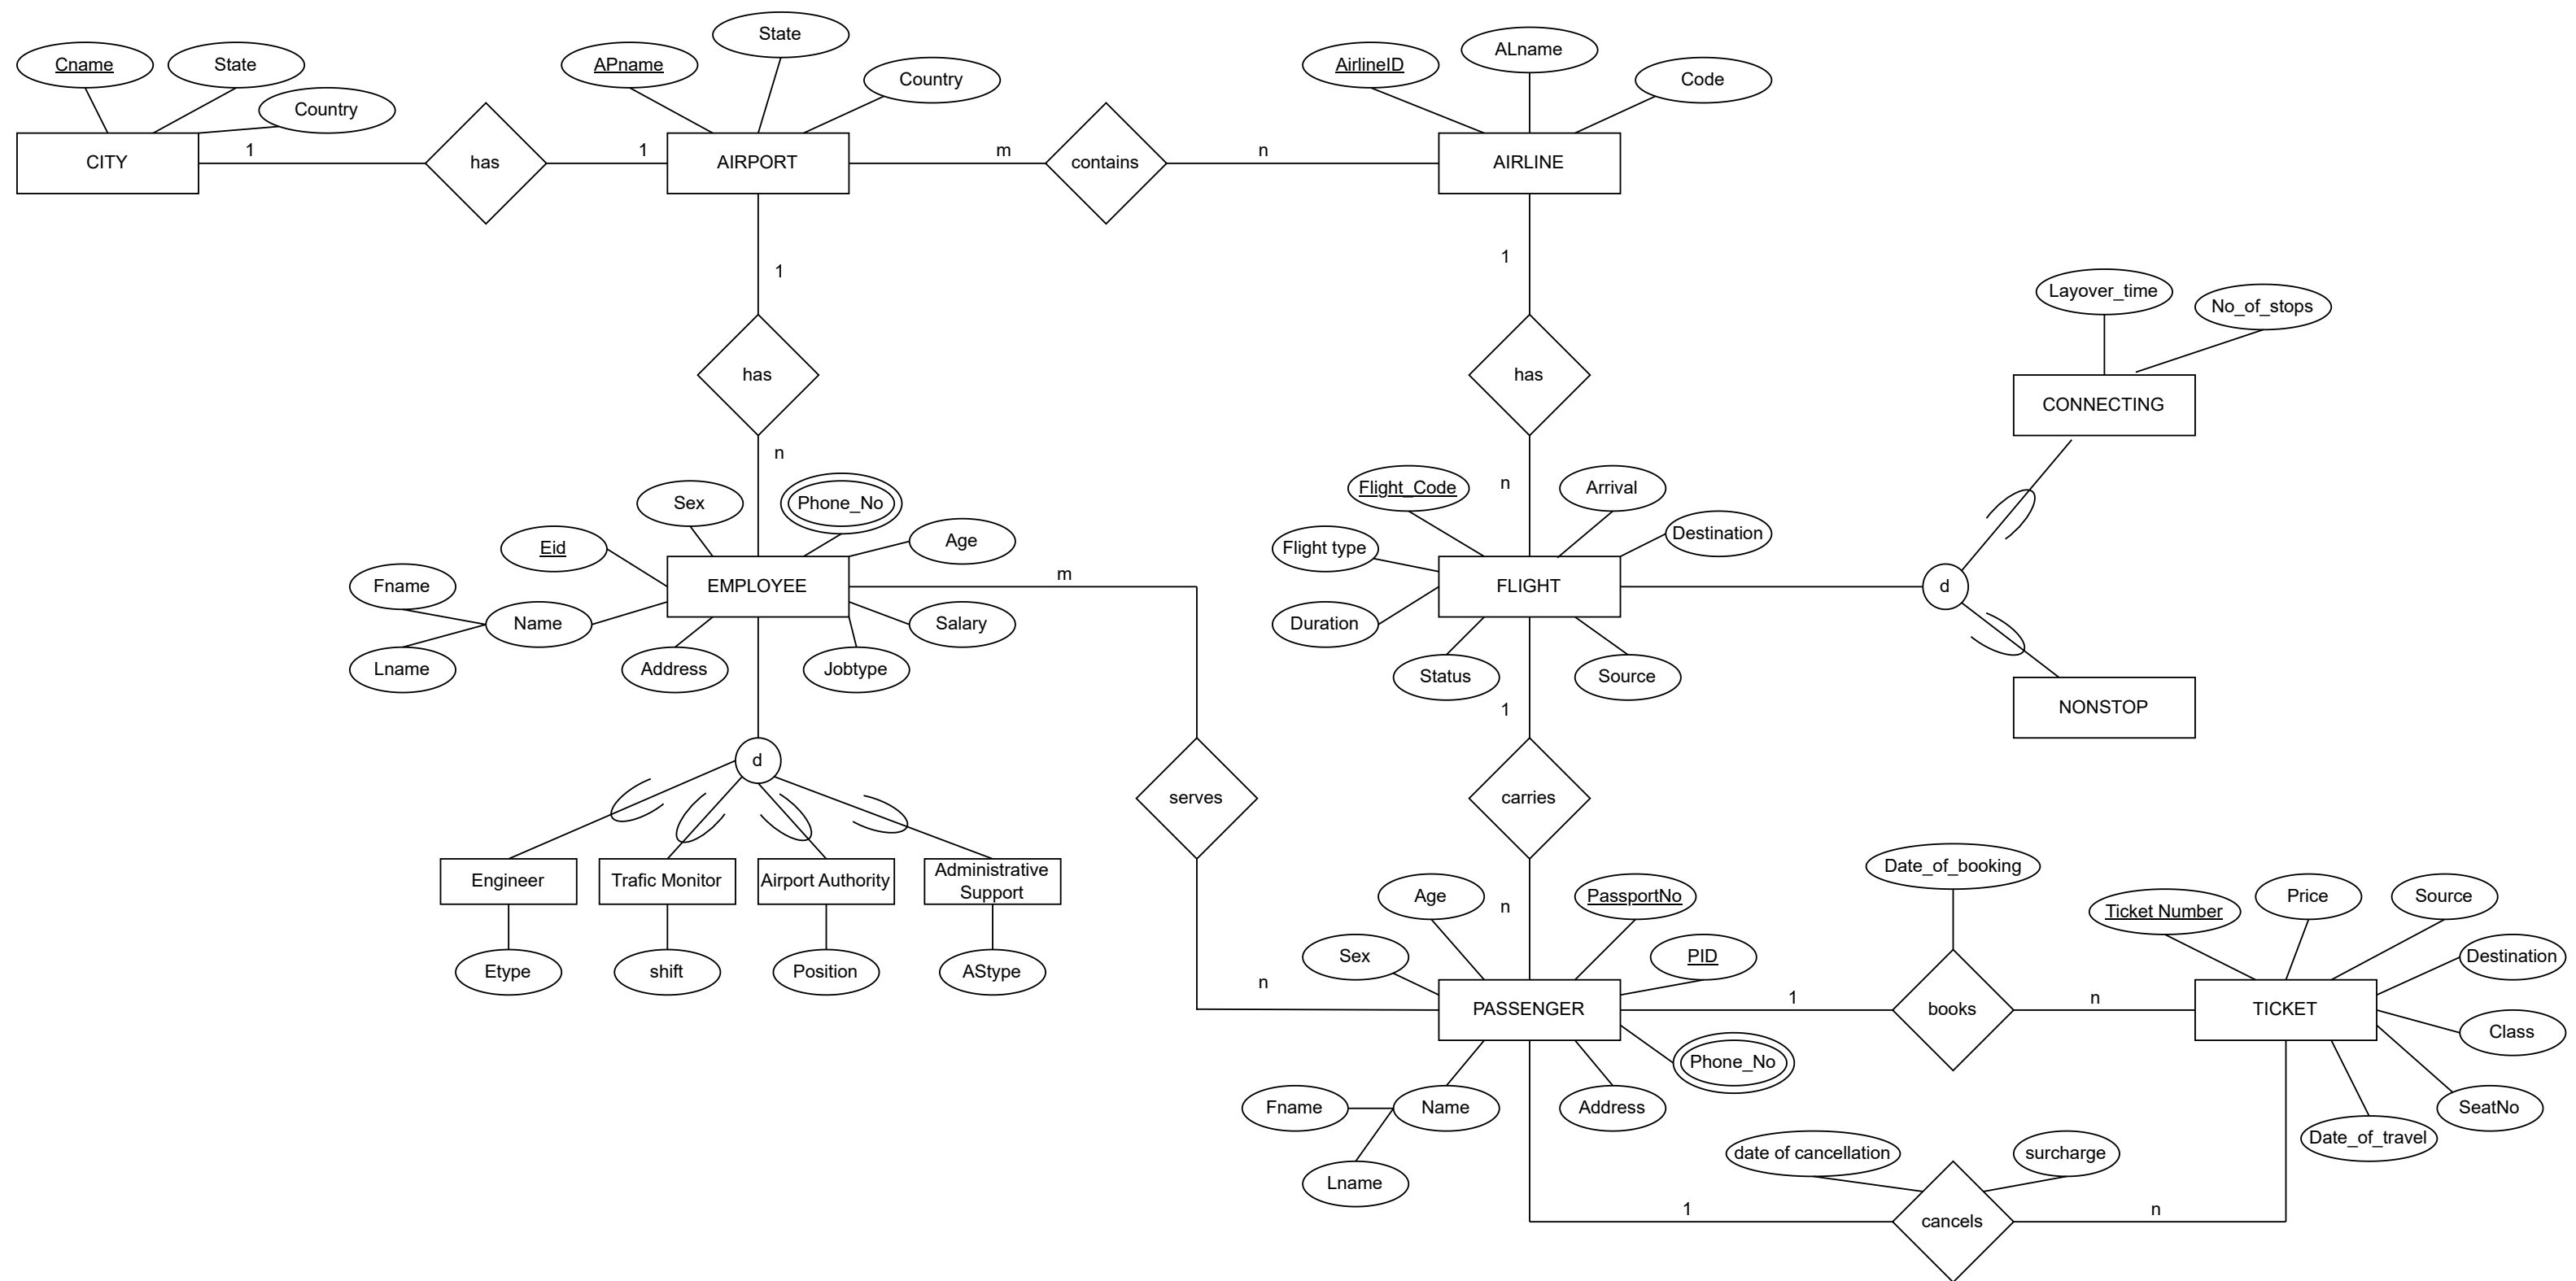 State
ALname
Cname
State
APname
Country
AirlineID
Code
Country
CITY
1
has
1
AIRPORT
m
contains
n
AIRLINE
1
1
Layover_time
No_of_stops
has
has
CONNECTING
n
n
Sex
Phone_No
Eid
Age
Flight_Code
Arrival
Flight type
Destination
Fname
Name
Lname
EMPLOYEE
m
Salary
Address
Jobtype
Duration
FLIGHT
d
Status
Source
1
NONSTOP
d
serves
carries
Engineer
Trafic Monitor
Airport Authority
Administrative
Support
Etype
shift
Position
AStype
n
Age
PassportNo
n
Sex
PID
Date_of_booking
Ticket Number
Price
Source
Destination
PASSENGER
1
books
n
TICKET
Class
Phone_No
SeatNo
Fname
Name
Address
Date_of_travel
Lname
date of cancellation
surcharge
1
cancels
n